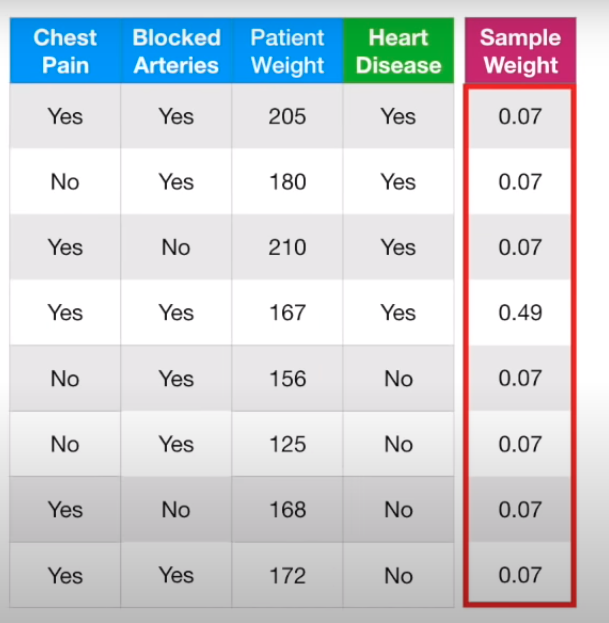 Chest Pain Blocked Arteries Patient Weight Heart Disease Sample Weight
Yes Yes 205 Yes 0.07
No Yes 180 Yes 0.07
Yes No 210 Yes 0.07
Yes Yes 167 Yes 0.49
No Yes 156 No 0.07
No Yes 125 No 0.07
Yes No 168 No 0.07
Yes Yes 172 No 0.07